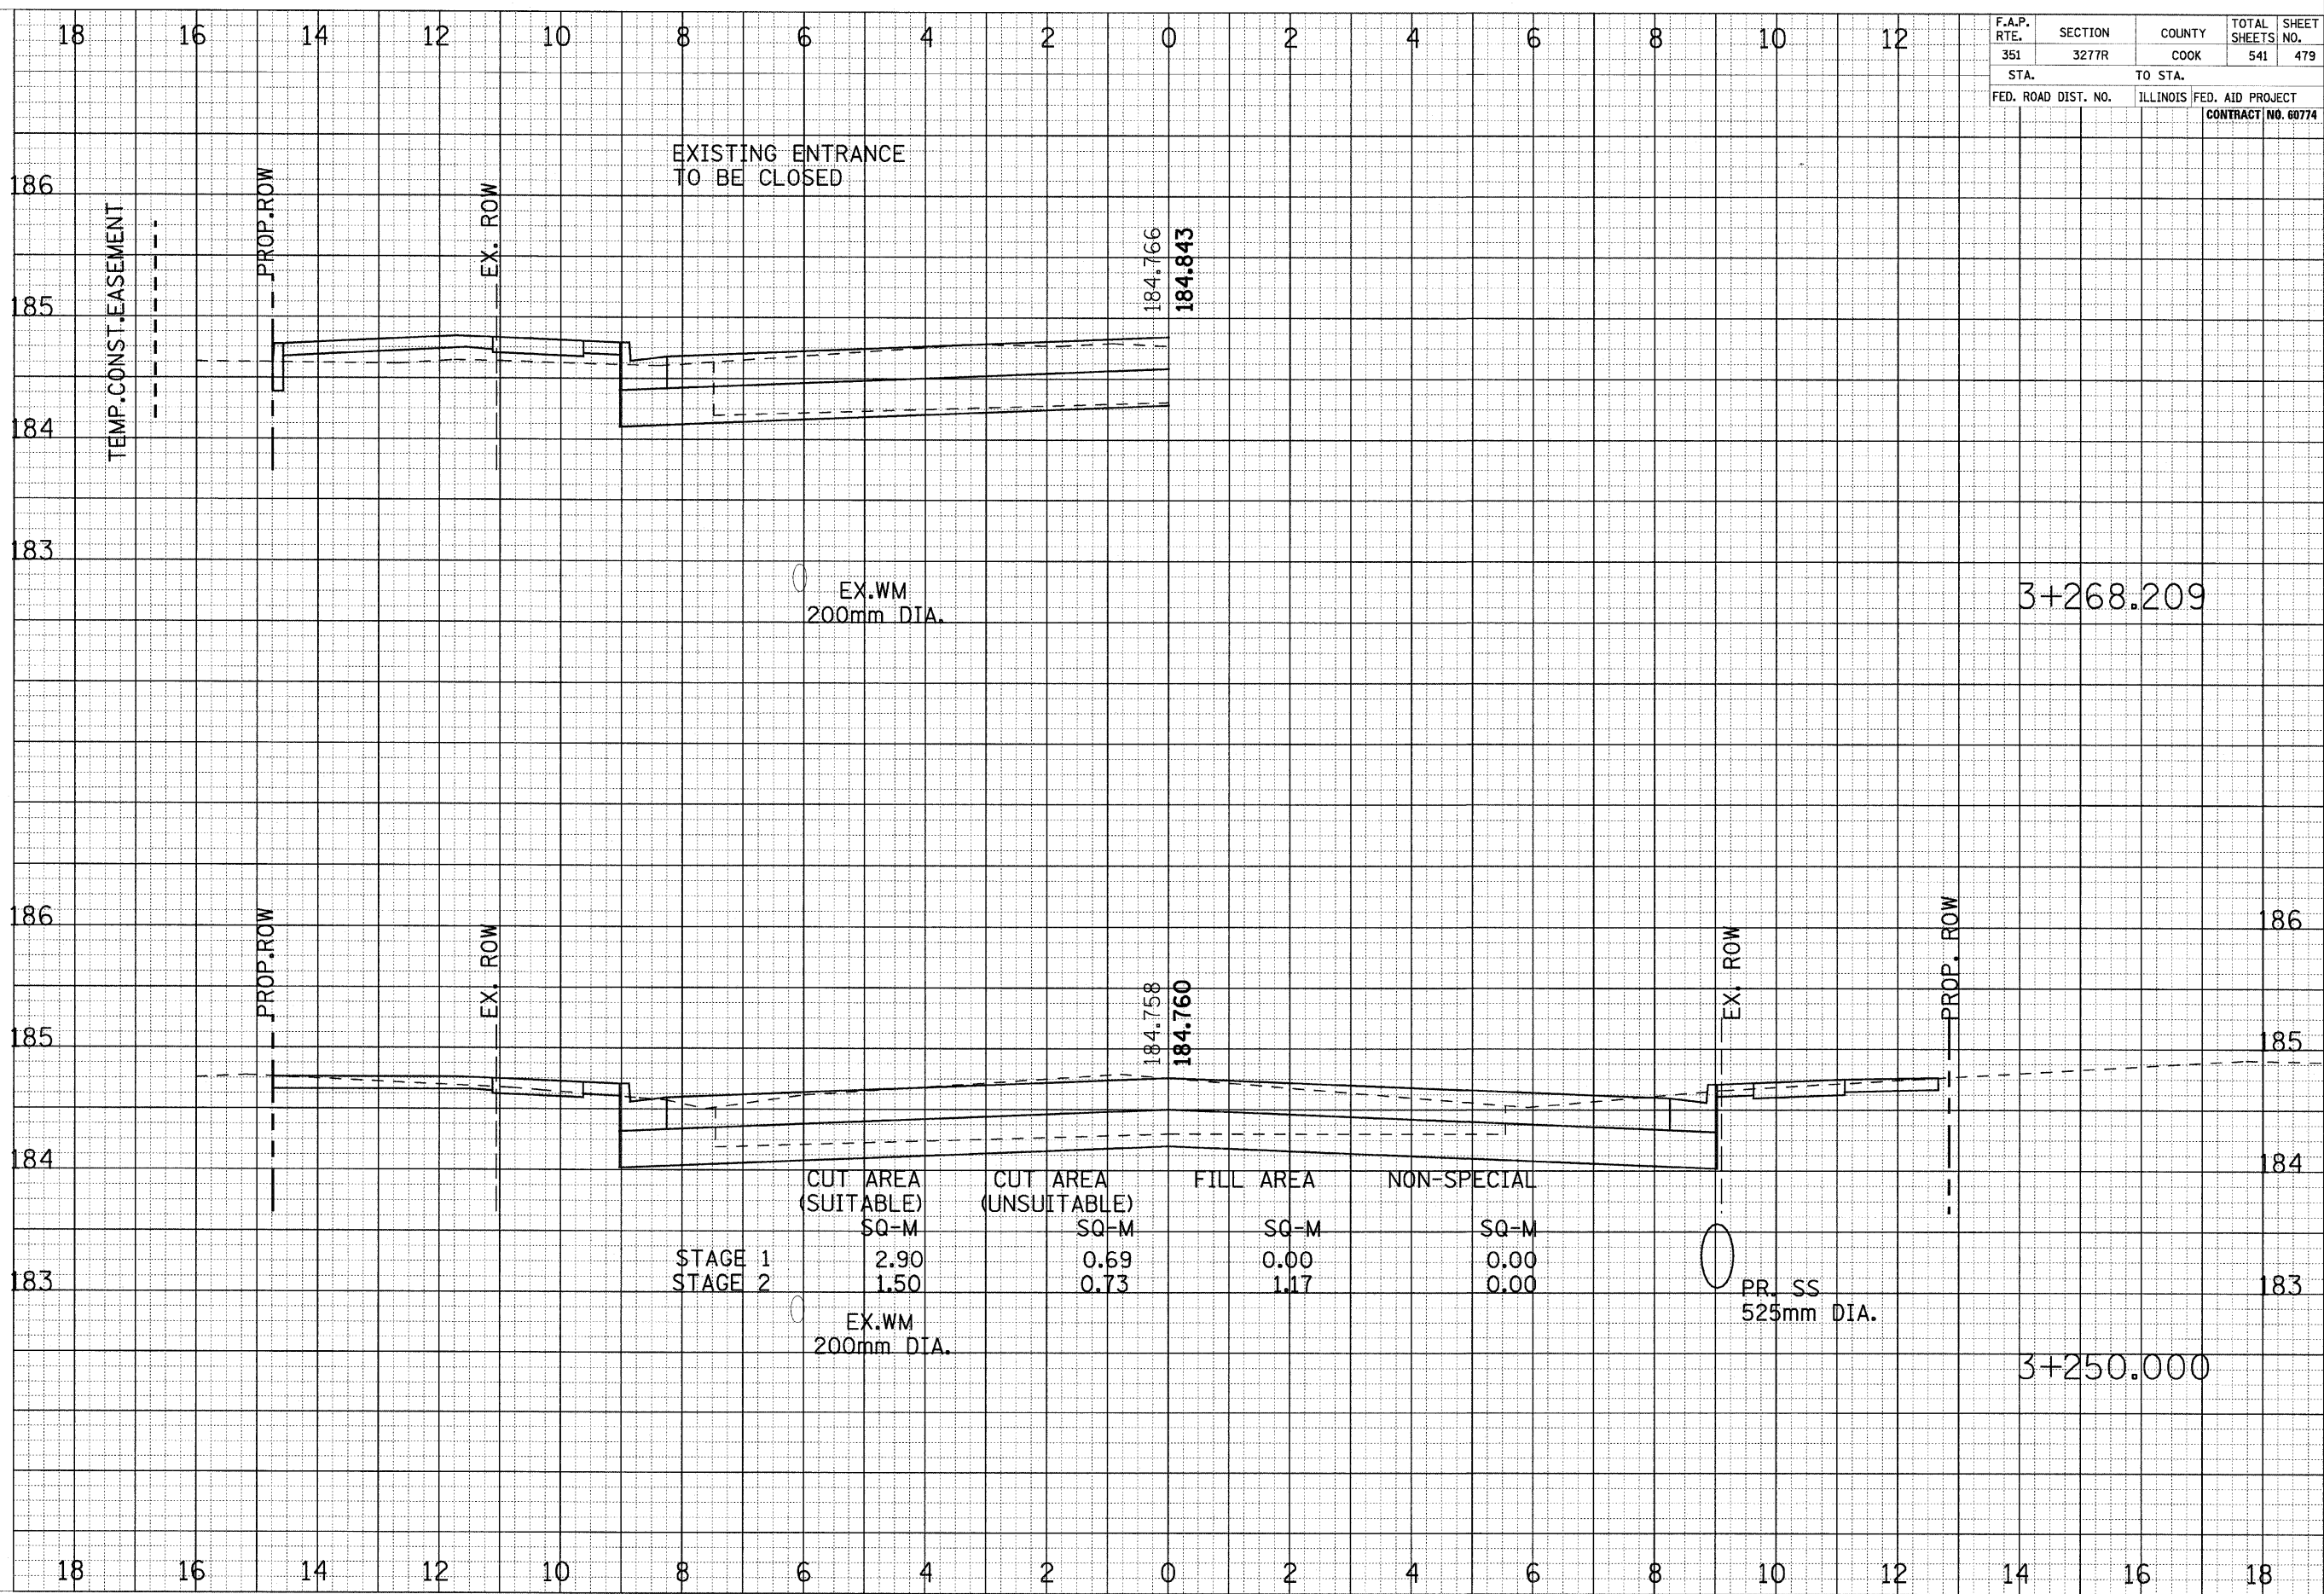 18 16 14 12 10 8 6 4 2 0 2 4 6 8 10 12
F.A.P. RTE. SECTION COUNTY TOTAL SHEETS SHEET NO.
351 3277R COOK 541 479
STA. TO STA.
FED. ROAD DIST. NO. ILLINOIS FED. AID PROJECT
CONTRACT NO. 60774
EXISTING ENTRANCE
TO BE CLOSED
186
TEMP.CONST.EASEMENT
PROP.ROW
EX. ROW
184.766
184.843
185
184
183
EX.WM
200mm DIA.
3+268.209
186
PROP.ROW
EX. ROW
184.758
184.760
EX. ROW
PROP. ROW
186
185
185
184
184
CUT AREA CUT AREA FILL AREA NON-SPECIAL
(SUITABLE) (UNSUITABLE)
SQ-M SQ-M SQ-M SQ-M
STAGE 1 2.90 0.69 0.00 0.00
STAGE 2 1.50 0.73 1.17 0.00
183
183
PR. SS
525mm DIA.
EX.WM
200mm DIA.
3+250.000
18 16 14 12 10 8 6 4 2 0 2 4 6 8 10 12 14 16 18